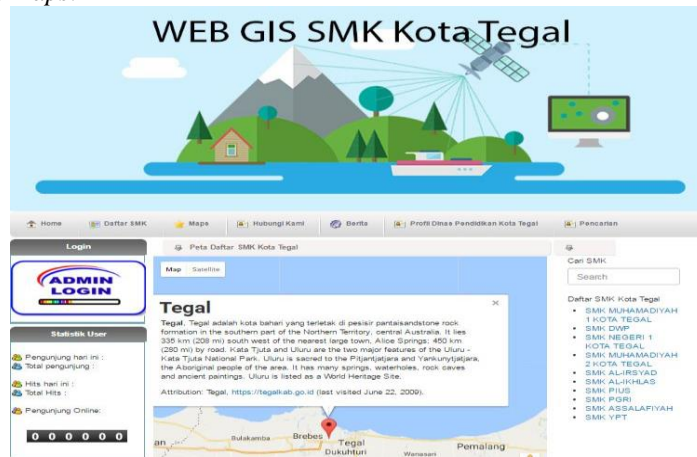 WEB GIS SMK Kota Tegal
Home
Daftar SMK
Maps
Hubungi Kami
Berita
Profil Dinas Pendidikan Kota Tegal
Pencarian
Login
ADMIN
LOGIN
Statistik User
Pengunjung hari ini :
Total pengunjung :
Hits hari ini :
Total Hits :
Pengunjung Online:
0 0 0 0 0 0
Peta Daftar SMK Kota Tegal
Map
Satellite
Tegal
Tegal, Tegal adalah kota bahari yang terletak di pesisir pantaisandstone rock
formation in the southern part of the Northern Territory, central Australia. It lies
335 km (208 mi) south west of the nearest large town, Alice Springs; 450 km
(280 mi) by road. Kata Tjuta and Uluru are the two major features of the Uluru -
Kata Tjuta National Park. Uluru is sacred to the Pitjantjatjara and Yankunytjatjara,
the Aboriginal people of the area. It has many springs, waterholes, rock caves
and ancient paintings. Uluru is listed as a World Heritage Site.
Attribution: Tegal, https://tegalkab.go.id (last visited June 22, 2009).
Bulakamba
Brebes
Tegal
Dukuhturi
Warureja
Pemalang
Cari SMK
Search
Daftar SMK Kota Tegal
SMK MUHAMADIYAH
1 KOTA TEGAL
SMK DWP
SMK NEGERI 1
KOTA TEGAL
SMK MUHAMADIYAH
2 KOTA TEGAL
SMK AL-IRSYAD
SMK AL-IKHLAS
SMK PIUS
SMK PGRI
SMK ASSALAFIYAH
SMK YPT